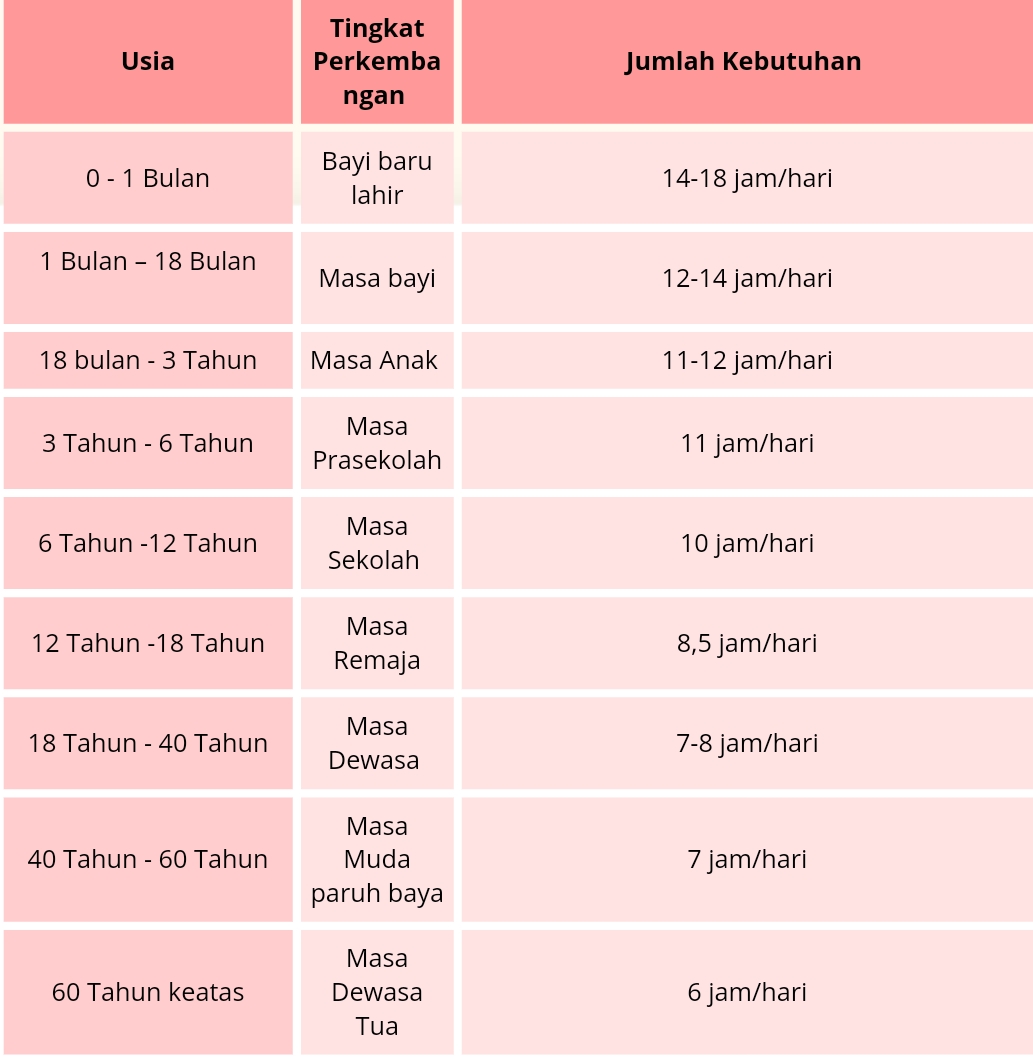 Usia
Tingkat
Perkemba
ngan
Jumlah Kebutuhan
0 - 1 Bulan
Bayi baru
lahir
14-18 jam/hari
1 Bulan – 18 Bulan
Masa bayi
12-14 jam/hari
18 bulan - 3 Tahun
Masa Anak
11-12 jam/hari
3 Tahun - 6 Tahun
Masa
Prasekolah
11 jam/hari
6 Tahun -12 Tahun
Masa
Sekolah
10 jam/hari
12 Tahun -18 Tahun
Masa
Remaja
8,5 jam/hari
18 Tahun - 40 Tahun
Masa
Dewasa
7-8 jam/hari
40 Tahun - 60 Tahun
Masa
Muda
paruh baya
7 jam/hari
60 Tahun keatas
Masa
Dewasa
Tua
6 jam/hari